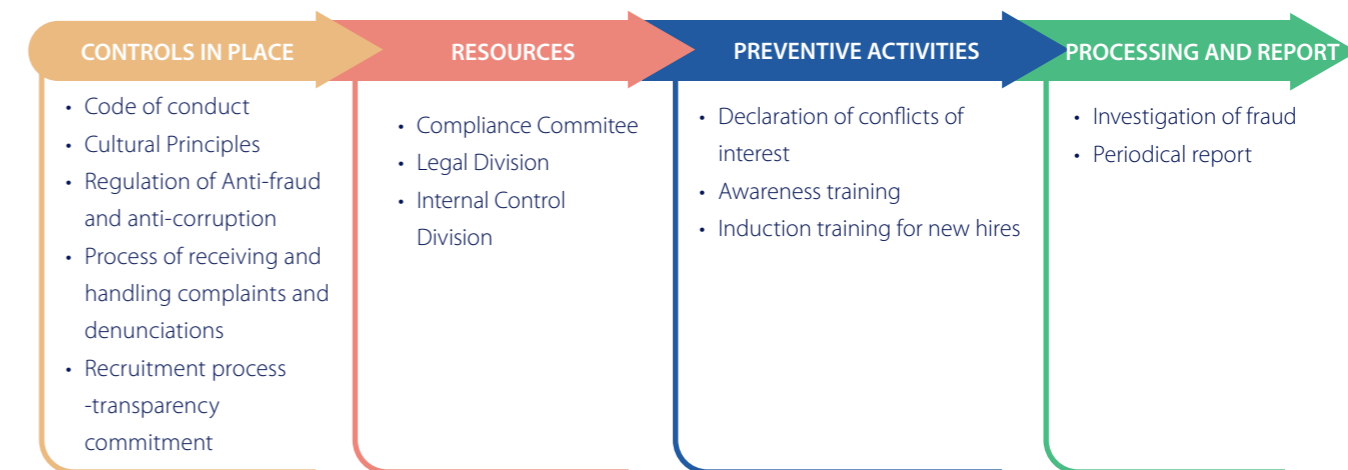 CONTROLS IN PLACE
• Code of conduct
• Cultural Principles
• Regulation of Anti-fraud
and anti-corruption
• Process of receiving and
handling complaints and
denunciations
• Recruitment process
-transparency
commitment
RESOURCES
• Compliance Commitee
• Legal Division
• Internal Control
Division
PREVENTIVE ACTIVITIES
• Declaration of conflicts of
interest
• Awareness training
• Induction training for new hires
PROCESSING AND REPORT
• Investigation of fraud
• Periodical report